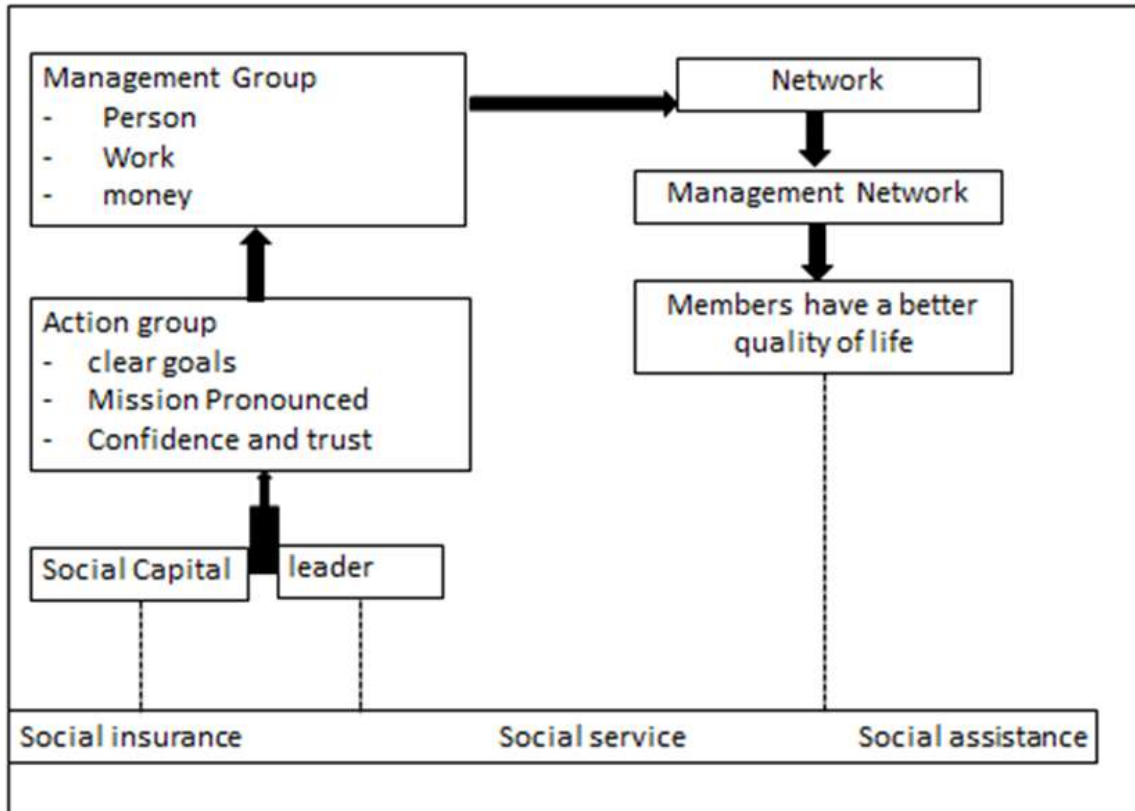 Management Group
- Person
- Work
- money
Network
Management Network
Members have a better
quality of life
Action group
- clear goals
- Mission Pronounced
- Confidence and trust
Social Capital
leader
Social insurance
Social service
Social assistance